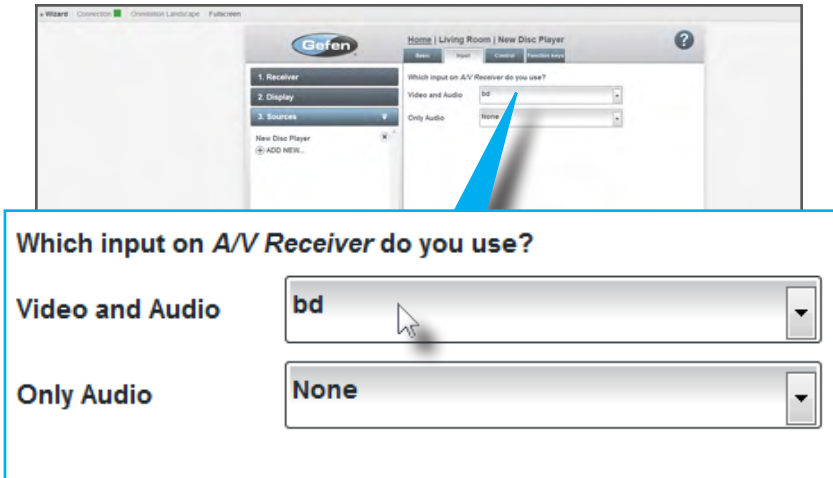 » Wizard Connection Orientation Landscape Fullscreen
Gefen
Home | Living Room | New Disc Player
?
Basic Input Control Function keys
1. Receiver
2. Display
3. Sources
New Disc Player
ADD NEW...
Which input on A/V Receiver do you use?
Video and Audio bd
Only Audio None
Which input on A/V Receiver do you use?
Video and Audio bd
Only Audio None